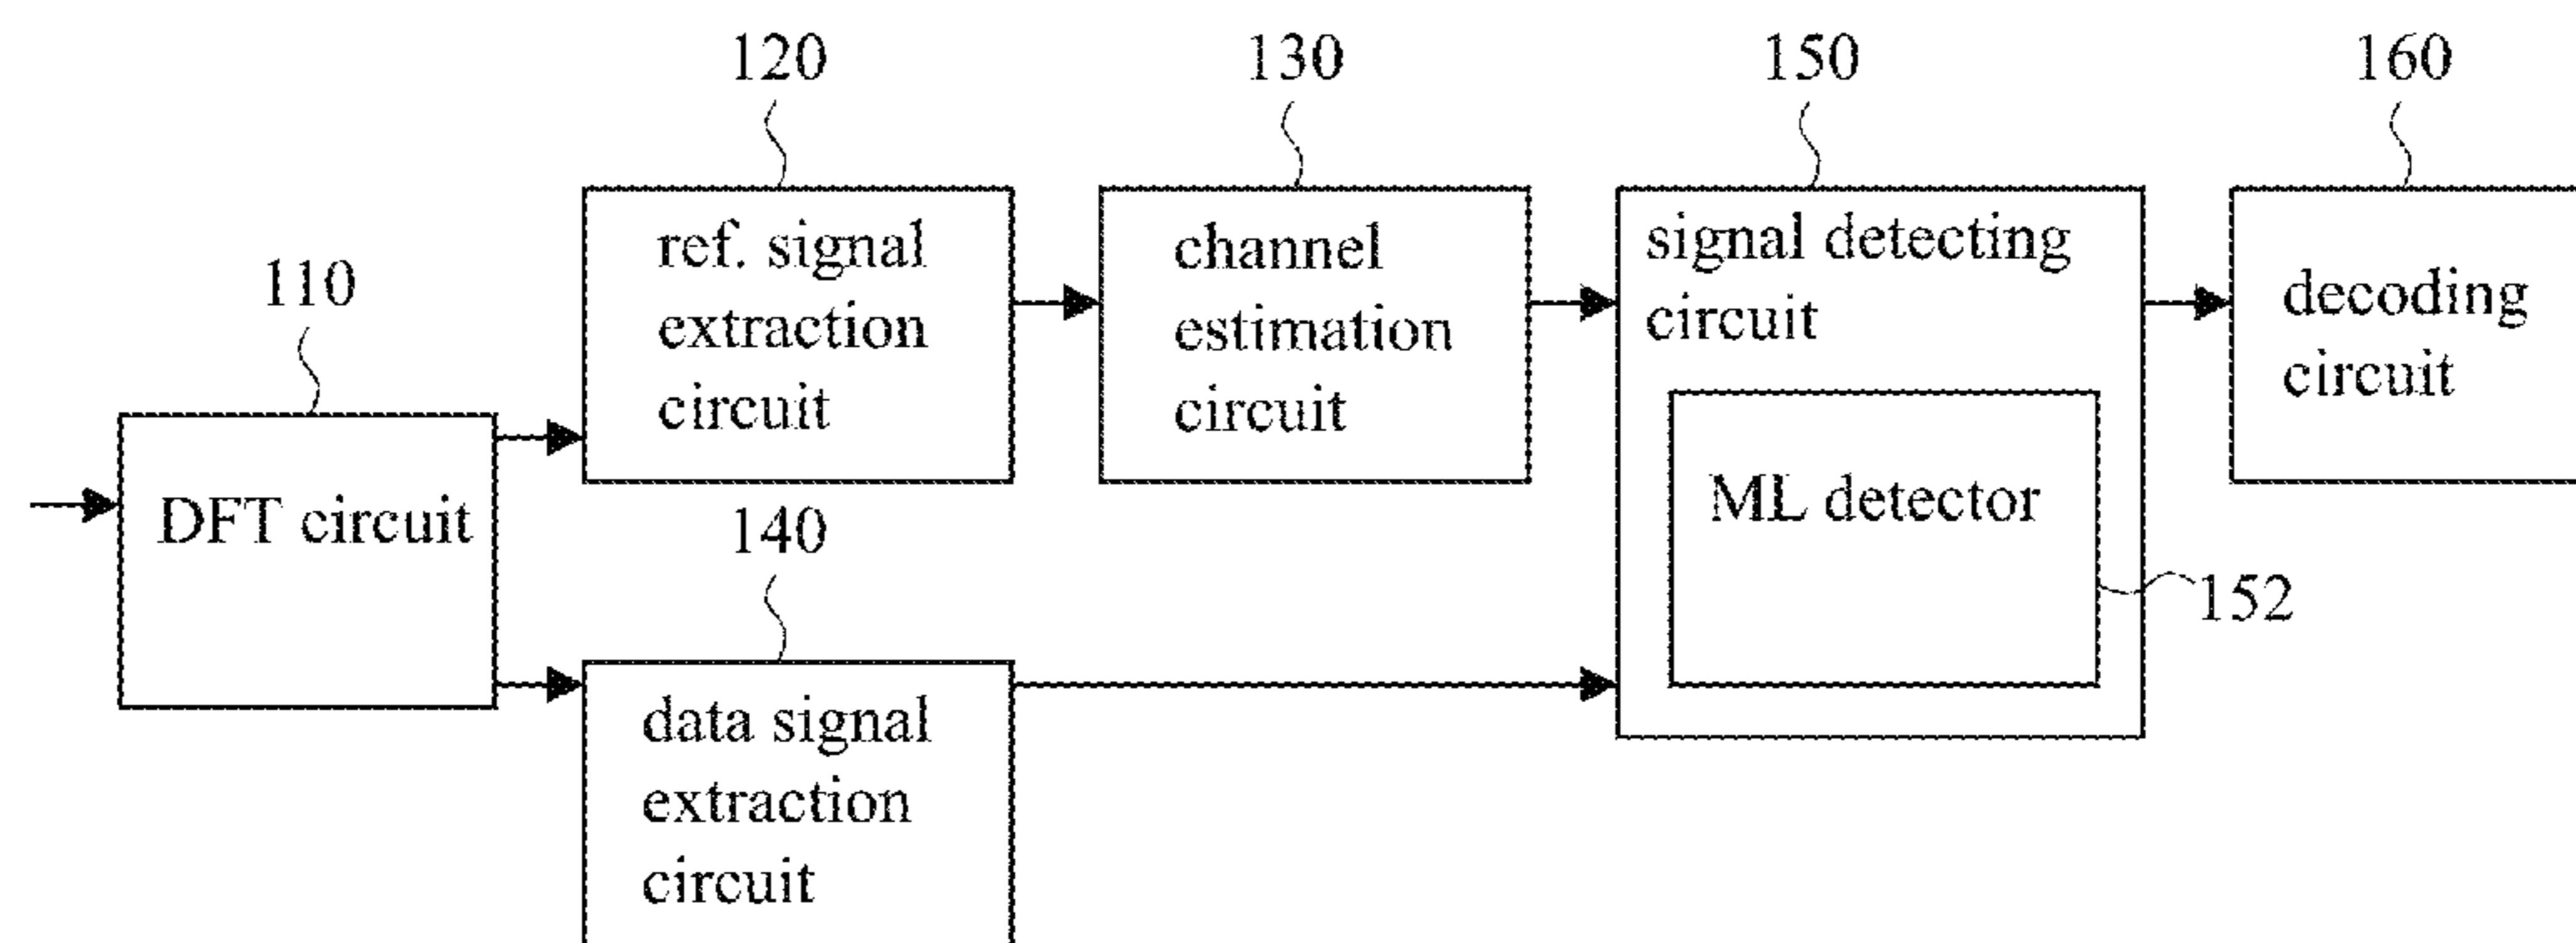 120
130
150
160
110
ref. signal
extraction
circuit
channel
estimation
circuit
signal detecting
circuit
decoding
circuit
DFT circuit
ML detector
140
152
data signal
extraction
circuit